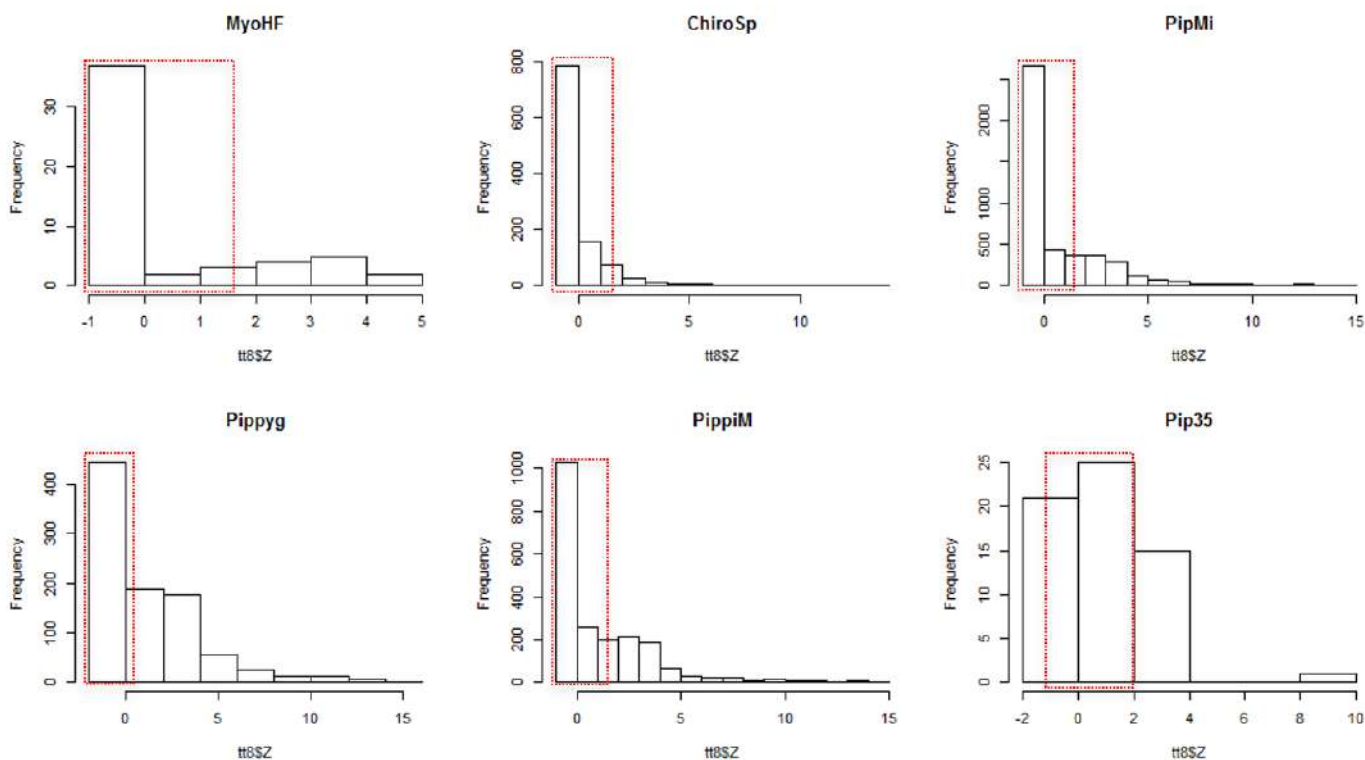 MyoHF
ChiroSp
PipMi
Frequency
0 10 20 30
-1 0 1 2 3 4 5
tt8$Z
Frequency
0 200 400 600 800
0 5 10
tt8$Z
Frequency
0 500 1000 2000
0 5 10 15
tt8$Z
Pippyg
PippiM
Pip35
Frequency
0 100 200 300 400
0 5 10 15
tt8$Z
Frequency
0 200 400 600 800 1000
0 5 10 15
tt8$Z
Frequency
0 5 10 15 20 25
-2 0 2 4 6 8 10
tt8$Z